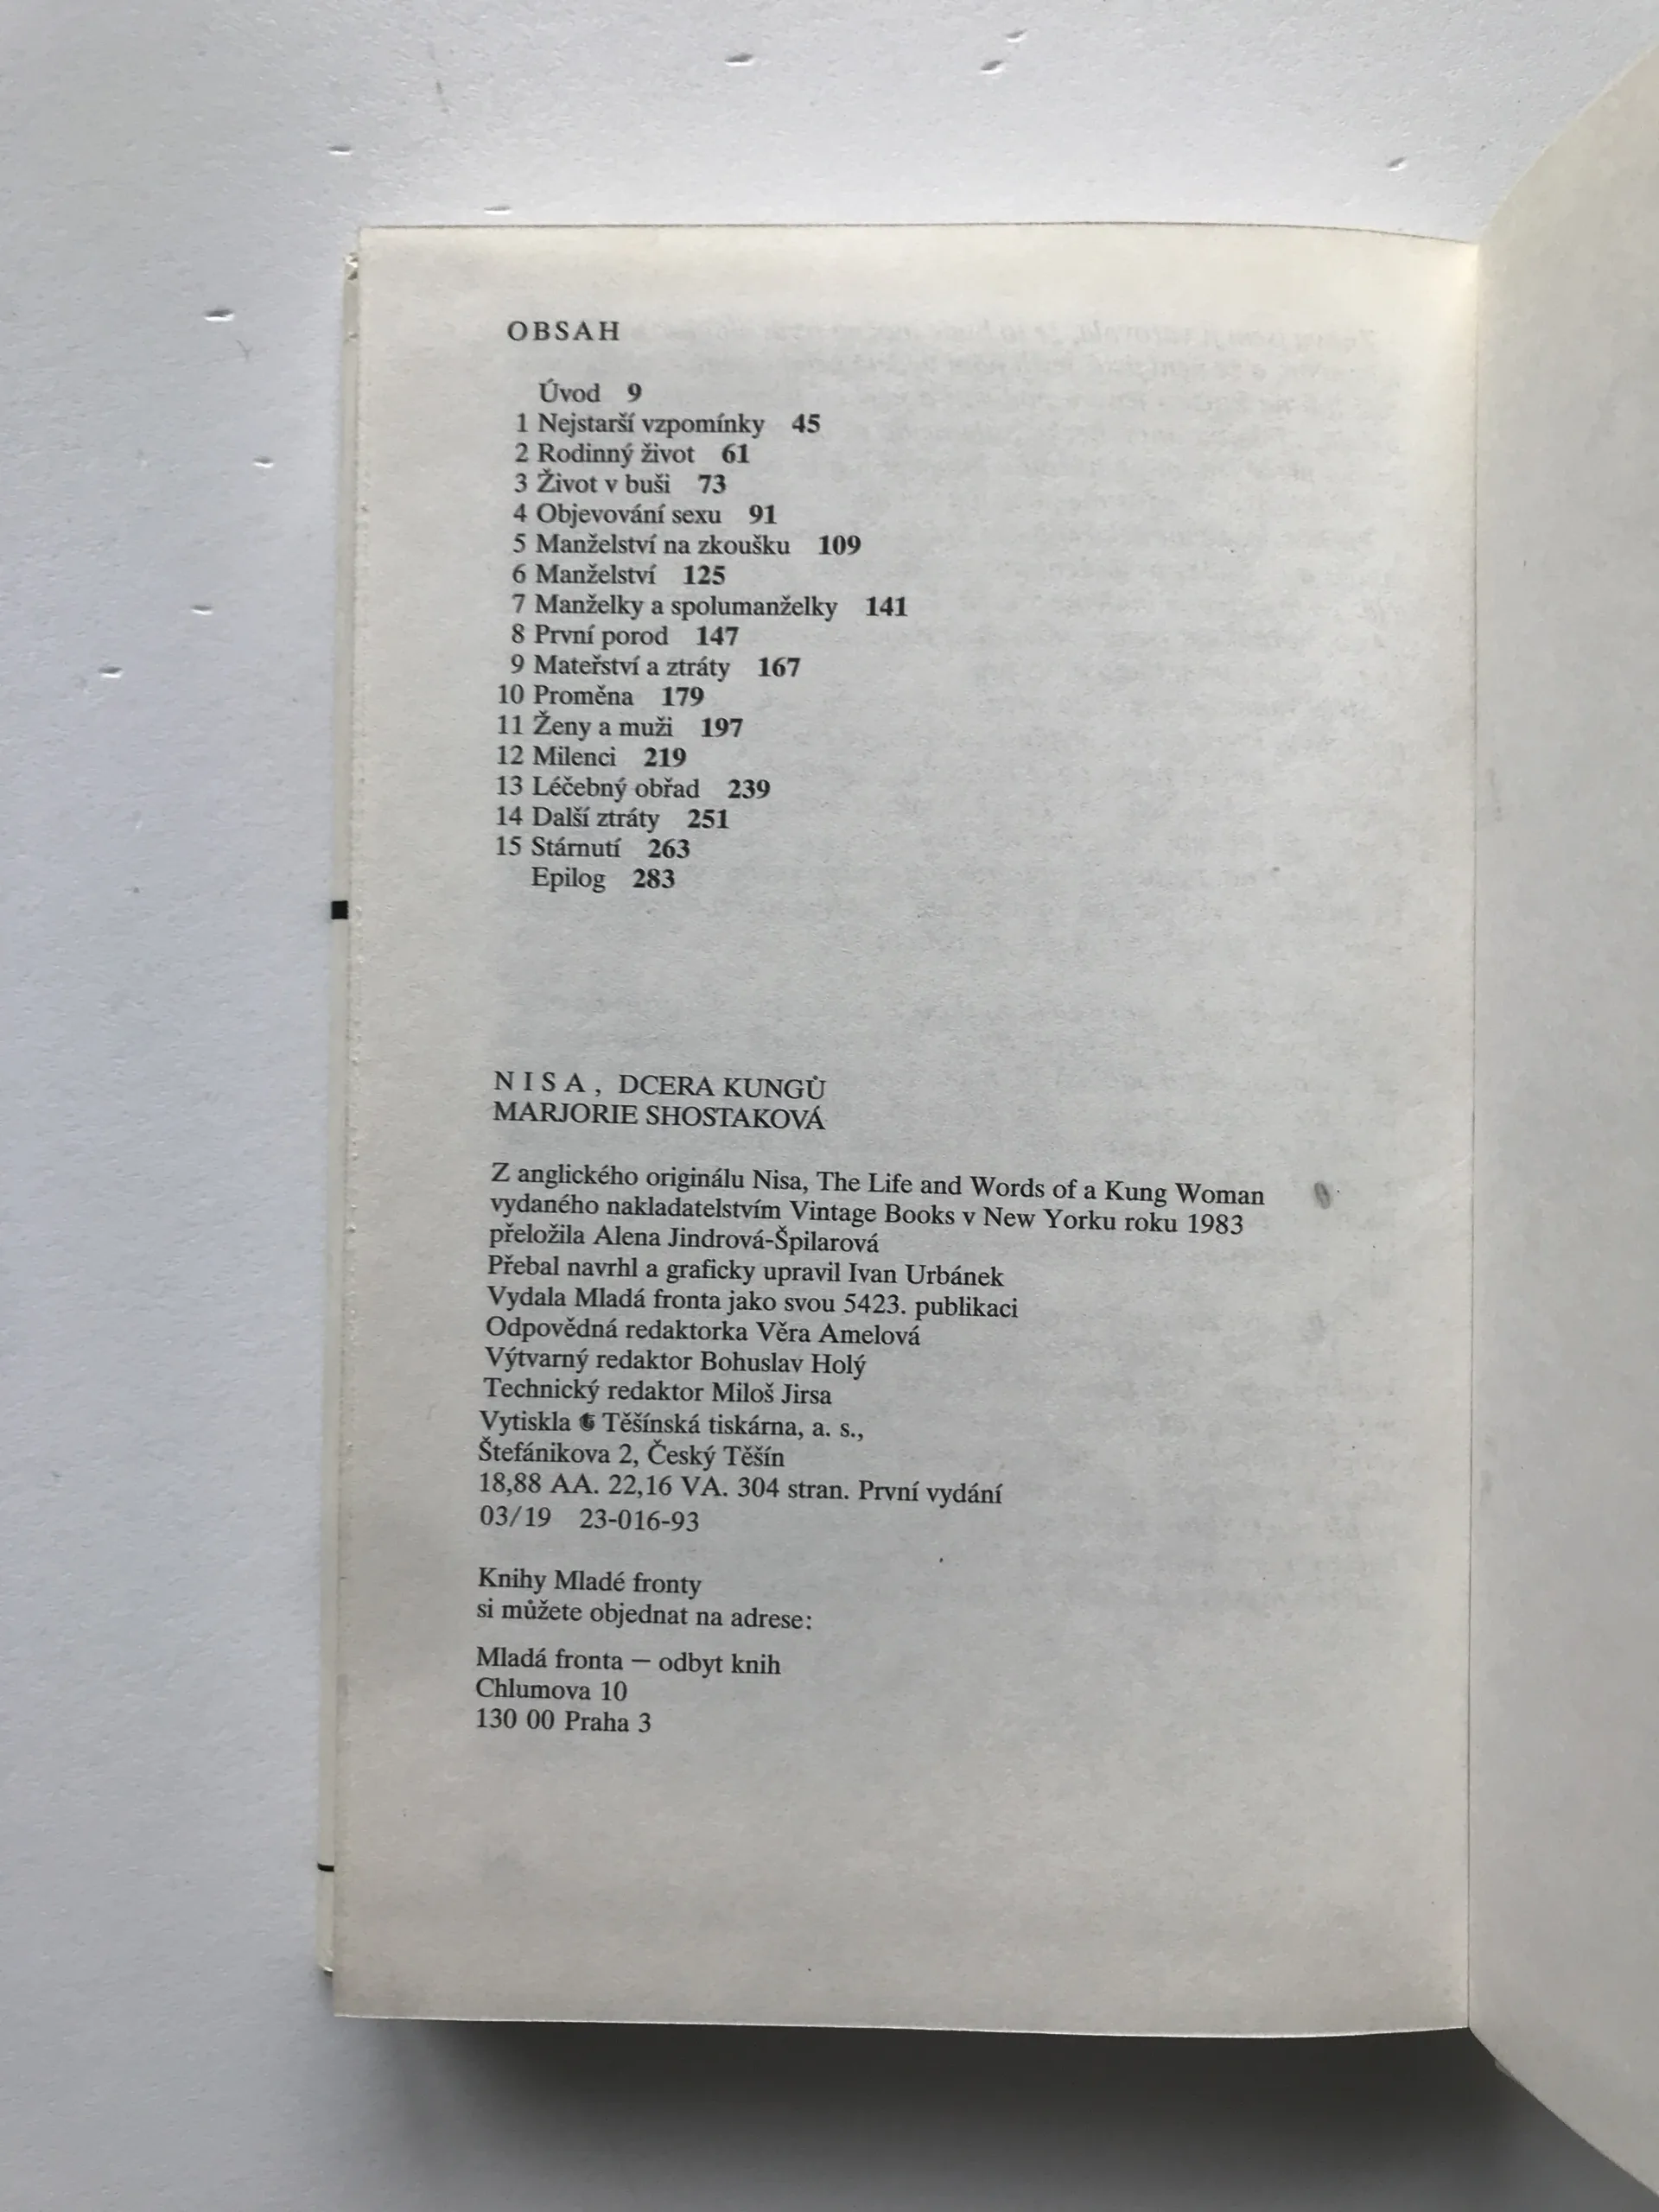 OBSAH
Úvod 9
1 Nejstarší vzpomínky 45
2 Rodinný život 61
3 Život v buši 73
4 Objevování sexu 91
5 Manželství na zkoušku 109
6 Manželství 125
7 Manželky a spolumanželky 141
8 První porod 147
9 Mateřství a ztráty 167
10 Proměna 179
11 Ženy a muži 197
12 Milenci 219
13 Léčebný obřad 239
14 Další ztráty 251
15 Stárnutí 263
Epilog 283
NISA, DCERA KUNGŮ
MARJORIE SHOSTAKOVÁ
Z anglického originálu Nisa, The Life and Words of a Kung Woman
vydaného nakladatelstvím Vintage Books v New Yorku roku 1983
přeložila Alena Jindrová-Špilarová
Přebal navrhl a graficky upravil Ivan Urbánek
Vydala Mladá fronta jako svou 5423. publikaci
Odpovědná redaktorka Věra Amelová
Výtvarný redaktor Bohuslav Holý
Technický redaktor Miloš Jirsa
Vytiskla Těšínská tiskárna, a. s.,
Štefánikova 2, Český Těšín
18,88 AA. 22,16 VA. 304 stran. První vydání
03/19 23-016-93
Knihy Mladé fronty
si můžete objednat na adrese:
Mladá fronta — odbyt knih
Chlumova 10
130 00 Praha 3